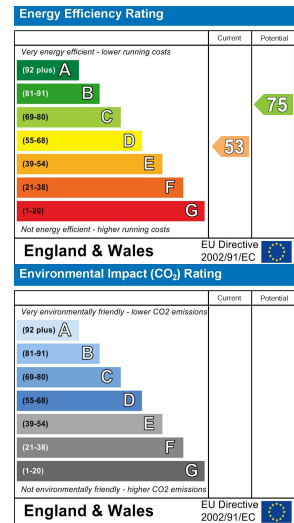 Energy Efficiency Rating
Current Potential
Very energy efficient - lower running costs
(92 plus) A
(81-91) B
(69-80) C
(55-68) D
(39-54) E
(21-38) F
(1-20) G
53
75
Not energy efficient - higher running costs
England & Wales
EU Directive
2002/91/EC
Environmental Impact (CO₂) Rating
Current Potential
Very environmentally friendly - lower CO2 emissions
(92 plus) A
(81-91) B
(69-80) C
(55-68) D
(39-54) E
(21-38) F
(1-20) G
Not environmentally friendly - higher CO2 emissions
England & Wales
EU Directive
2002/91/EC